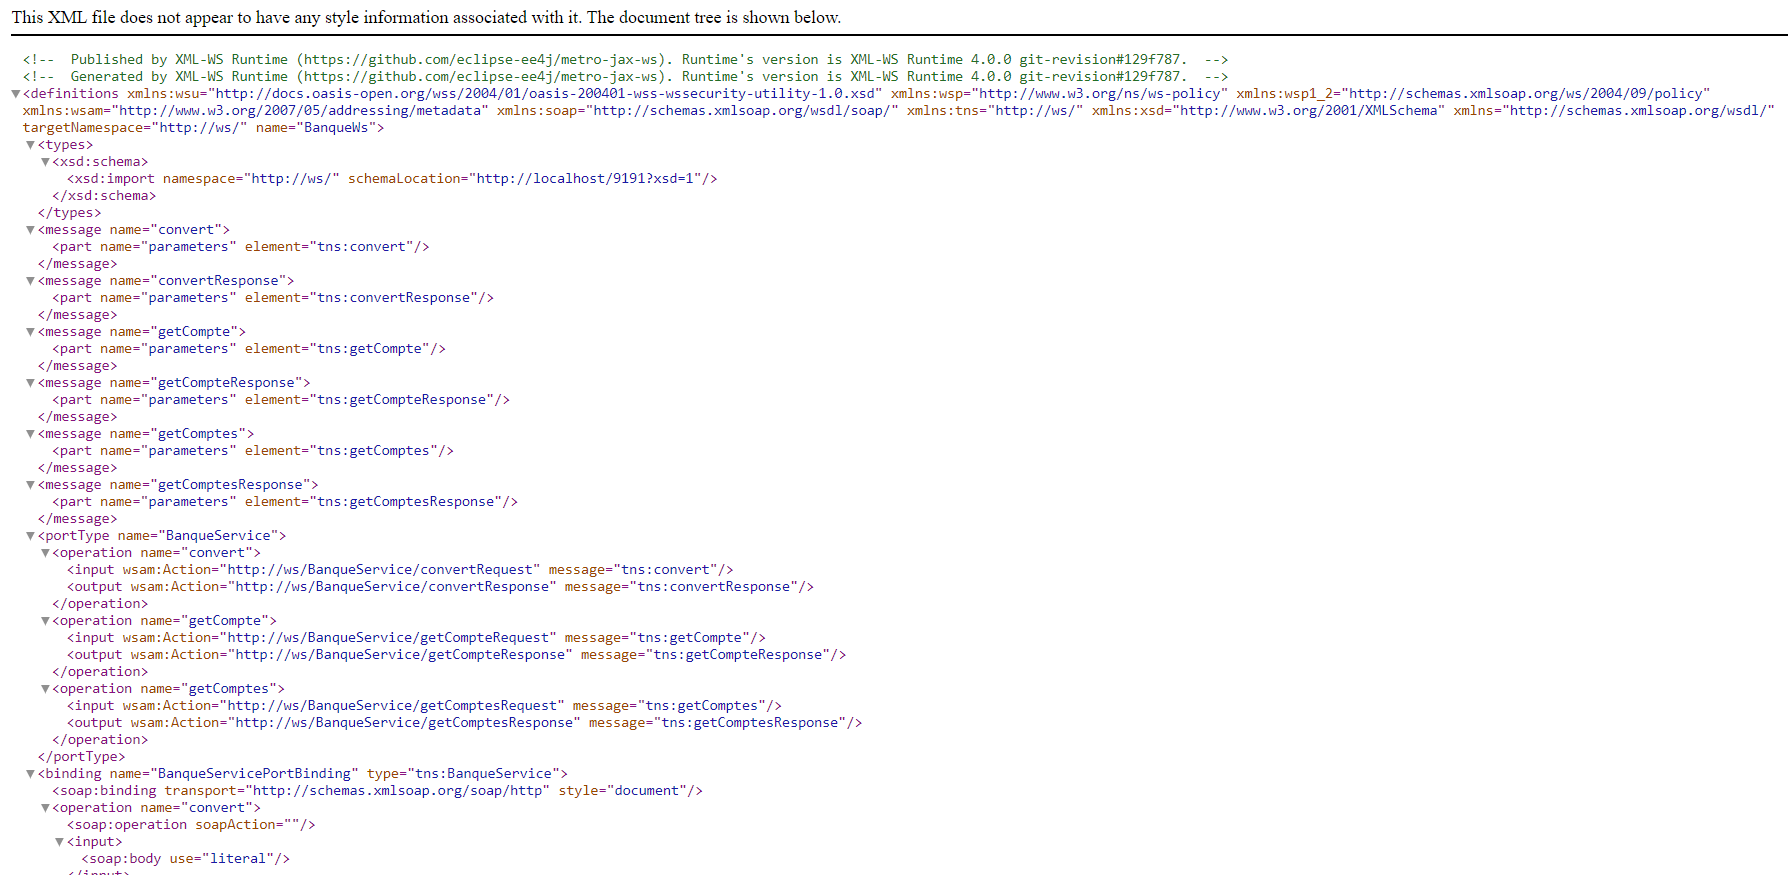 This XML file does not appear to have any style information associated with it. The document tree is shown below.
<!-- Published by XML-WS Runtime (https://github.com/eclipse-ee4j/metro-jax-ws). Runtime's version is XML-WS Runtime 4.0.0 git-revision#129f787. -->
<!-- Generated by XML-WS Runtime (https://github.com/eclipse-ee4j/metro-jax-ws). Runtime's version is XML-WS Runtime 4.0.0 git-revision#129f787. -->
▼<definitions xmlns:wsu="http://docs.oasis-open.org/wss/2004/01/oasis-200401-wss-wssecurity-utility-1.0.xsd" xmlns:wsp="http://www.w3.org/ns/ws-policy" xmlns:wsp1_2="http://schemas.xmlsoap.org/ws/2004/09/policy"
xmlns:wsam="http://www.w3.org/2007/05/addressing/metadata" xmlns:soap="http://schemas.xmlsoap.org/wsdl/soap/" xmlns:tns="http://ws/" xmlns:xsd="http://www.w3.org/2001/XMLSchema" xmlns="http://schemas.xmlsoap.org/wsdl/"
targetNamespace="http://ws/" name="BanqueWs">
▼<types>
▼<xsd:schema>
<xsd:import namespace="http://ws/" schemaLocation="http://localhost/9191?xsd=1"/>
</xsd:schema>
</types>
▼<message name="convert">
<part name="parameters" element="tns:convert"/>
</message>
▼<message name="convertResponse">
<part name="parameters" element="tns:convertResponse"/>
</message>
▼<message name="getCompte">
<part name="parameters" element="tns:getCompte"/>
</message>
▼<message name="getCompteResponse">
<part name="parameters" element="tns:getCompteResponse"/>
</message>
▼<message name="getComptes">
<part name="parameters" element="tns:getComptes"/>
</message>
▼<message name="getComptesResponse">
<part name="parameters" element="tns:getComptesResponse"/>
</message>
▼<portType name="BanqueService">
▼<operation name="convert">
<input wsam:Action="http://ws/BanqueService/convertRequest" message="tns:convert"/>
<output wsam:Action="http://ws/BanqueService/convertResponse" message="tns:convertResponse"/>
</operation>
▼<operation name="getCompte">
<input wsam:Action="http://ws/BanqueService/getCompteRequest" message="tns:getCompte"/>
<output wsam:Action="http://ws/BanqueService/getCompteResponse" message="tns:getCompteResponse"/>
</operation>
▼<operation name="getComptes">
<input wsam:Action="http://ws/BanqueService/getComptesRequest" message="tns:getComptes"/>
<output wsam:Action="http://ws/BanqueService/getComptesResponse" message="tns:getComptesResponse"/>
</operation>
</portType>
▼<binding name="BanqueServicePortBinding" type="tns:BanqueService">
<soap:binding transport="http://schemas.xmlsoap.org/soap/http" style="document"/>
▼<operation name="convert">
<soap:operation soapAction=""/>
▼<input>
<soap:body use="literal"/>
</input>